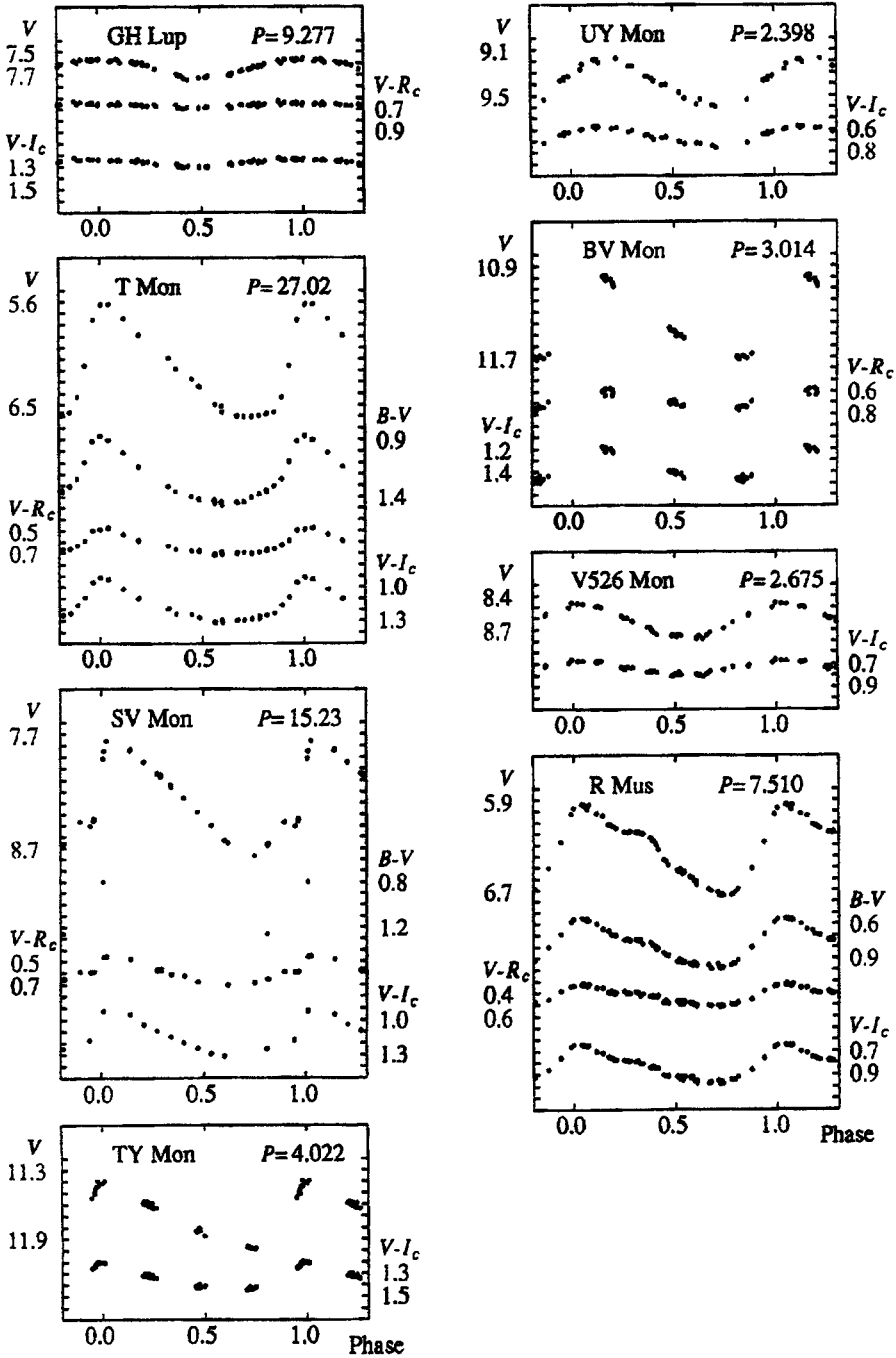 V
GH Lup P=9.277
7.5
7.7
V-Rc
0.7
0.9
V-Ic
1.3
1.5
0.0 0.5 1.0
V
T Mon P=27.02
5.6
6.5
B-V
0.9
1.4
V-Rc
0.5
0.7
V-Ic
1.0
1.3
0.0 0.5 1.0
V
SV Mon P=15.23
7.7
8.7
B-V
0.8
1.2
V-Rc
0.5
0.7
V-Ic
1.0
1.3
0.0 0.5 1.0
V
TY Mon P=4.022
11.3
11.9
V-Ic
1.3
1.5
0.0 0.5 1.0
Phase
V
UY Mon P=2.398
9.1
9.5
V-Ic
0.6
0.8
0.0 0.5 1.0
V
BV Mon P=3.014
10.9
11.7
V-Rc
0.6
0.8
V-Ic
1.2
1.4
0.0 0.5 1.0
V
V526 Mon P=2.675
8.4
8.7
V-Ic
0.7
0.9
0.0 0.5 1.0
V
R Mus P=7.510
5.9
6.7
B-V
0.6
0.9
V-Rc
0.4
0.6
V-Ic
0.7
0.9
0.0 0.5 1.0
Phase